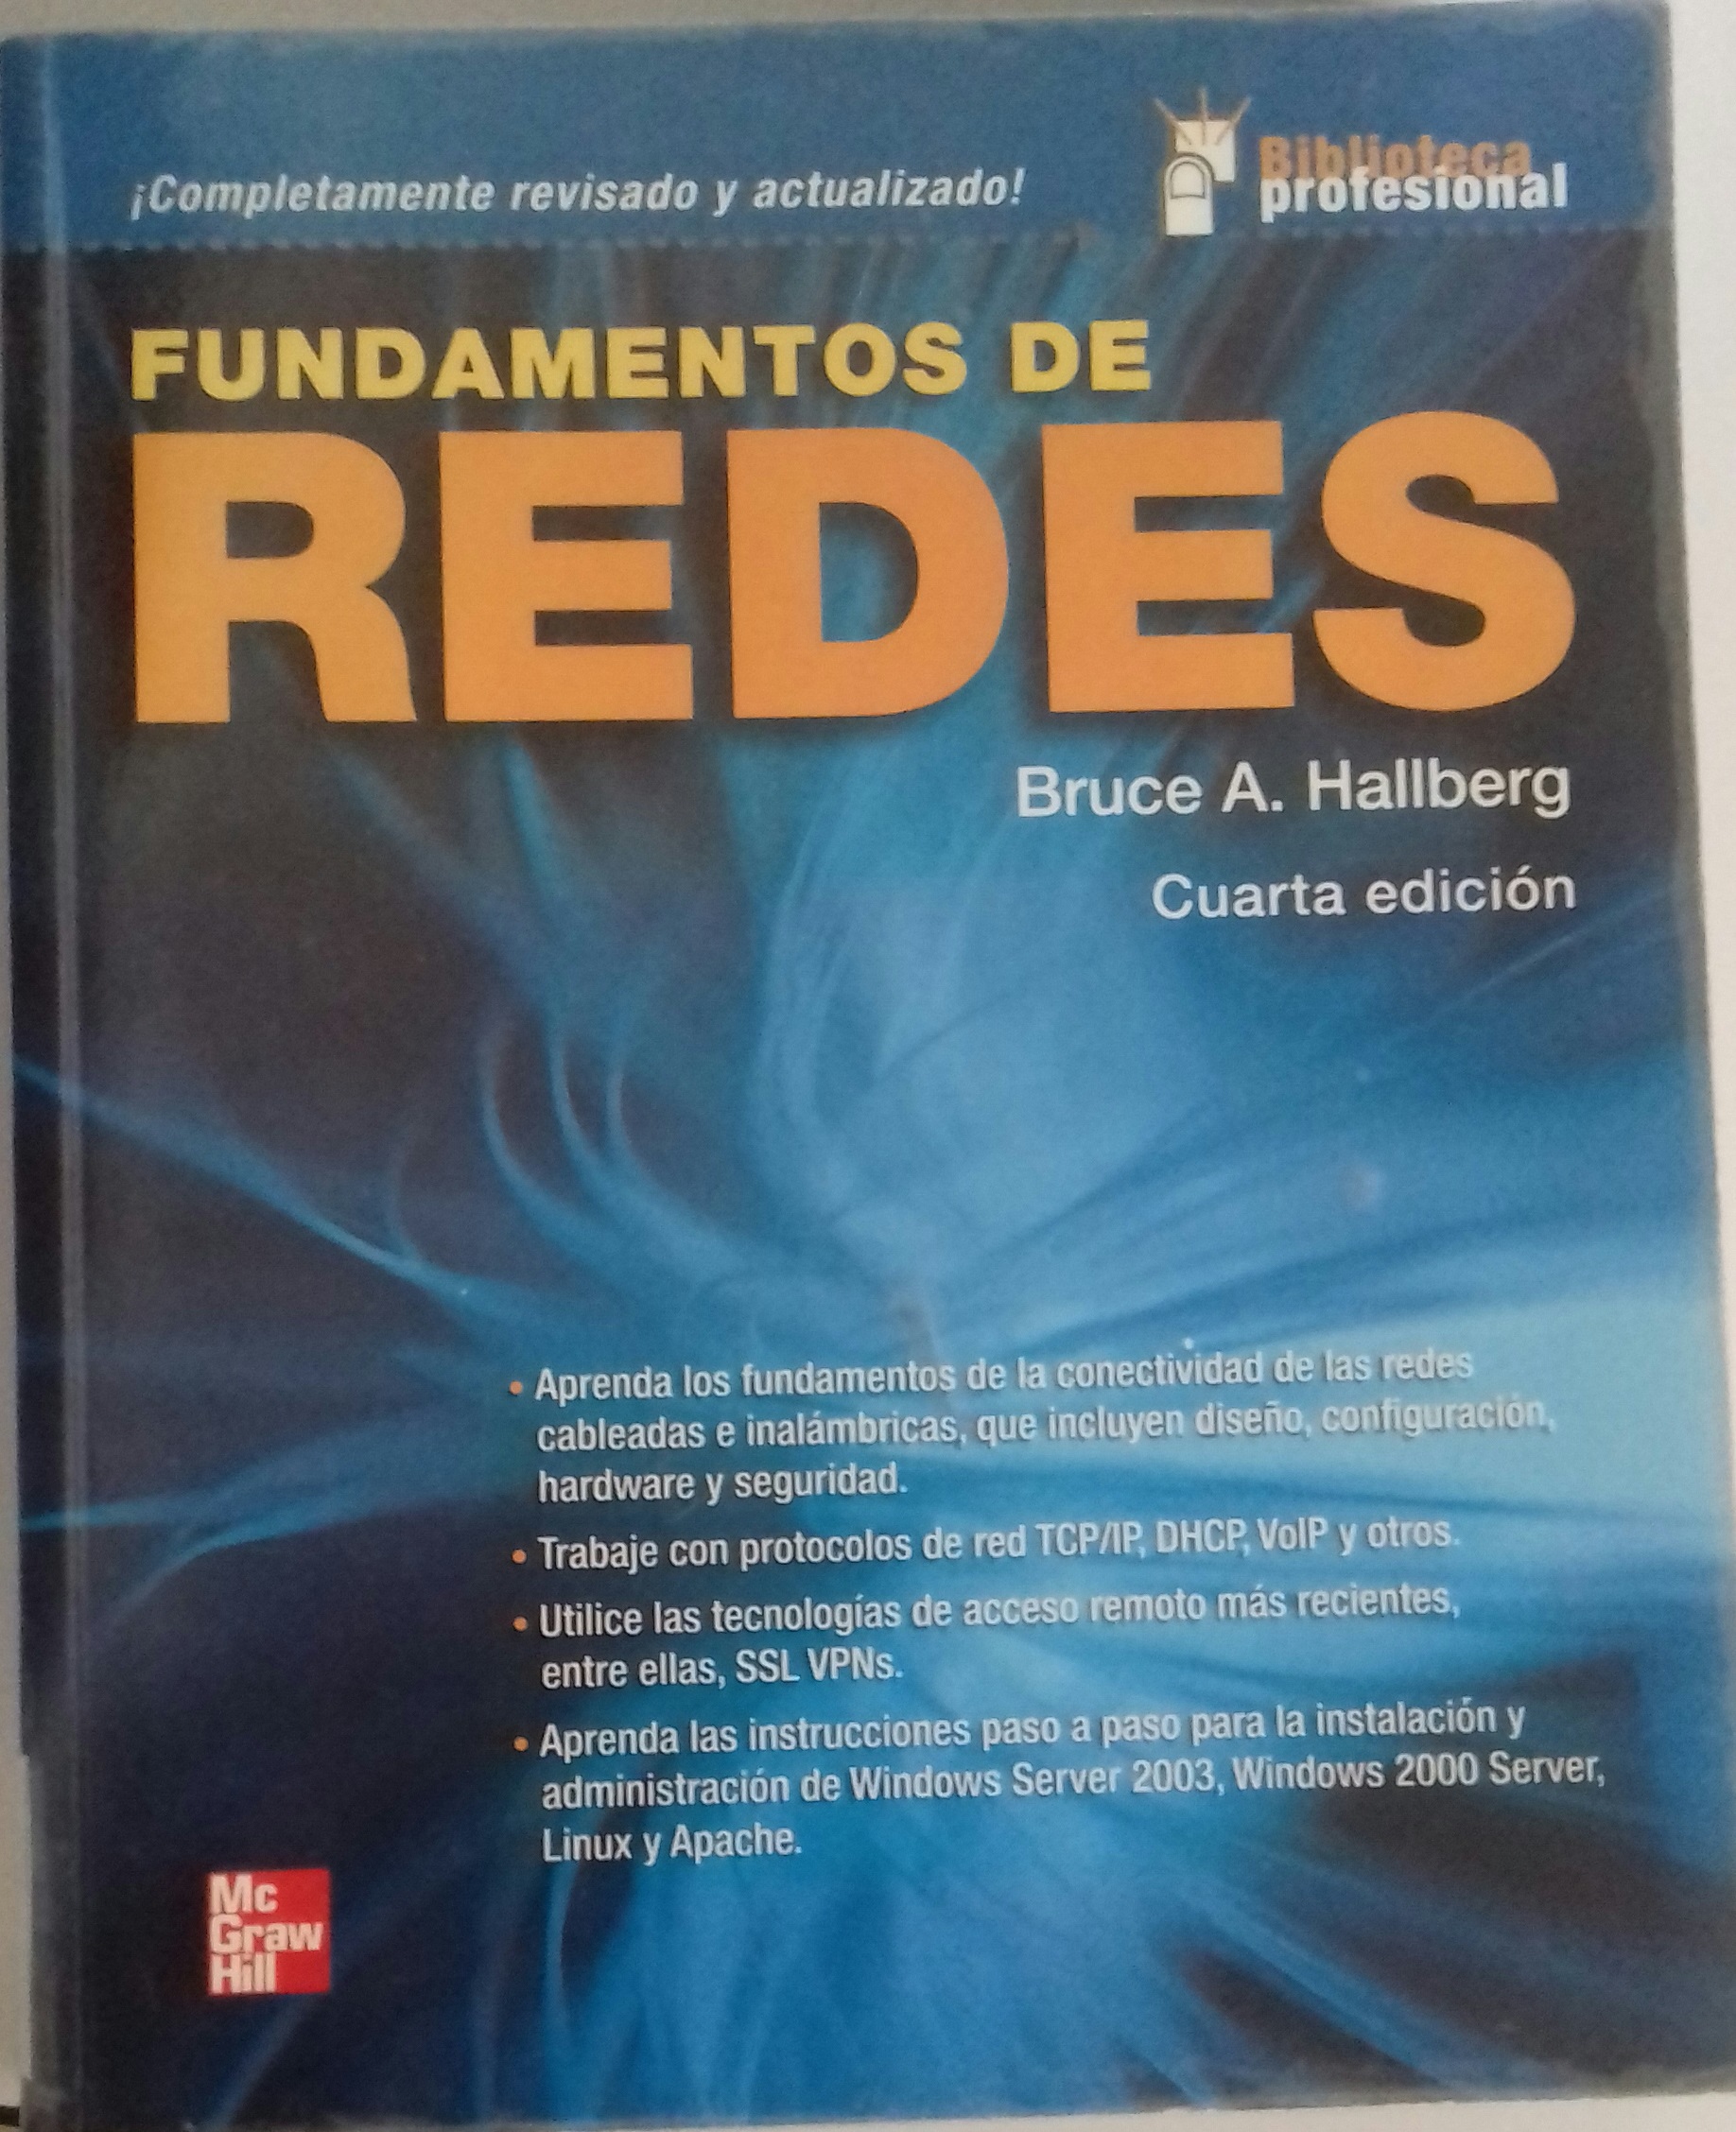 ¡Completamente revisado y actualizado!
Biblioteca
profesional
FUNDAMENTOS DE
REDES
Bruce A. Hallberg
Cuarta edición
• Aprenda los fundamentos de la conectividad de las redes
cableadas e inalámbricas, que incluyen diseño, configuración,
hardware y seguridad.
• Trabaje con protocolos de red TCP/IP, DHCP, VoIP y otros.
• Utilice las tecnologías de acceso remoto más recientes,
entre ellas, SSL VPNs.
• Aprenda las instrucciones paso a paso para la instalación y
administración de Windows Server 2003, Windows 2000 Server,
Linux y Apache.
Mc
Graw
Hill